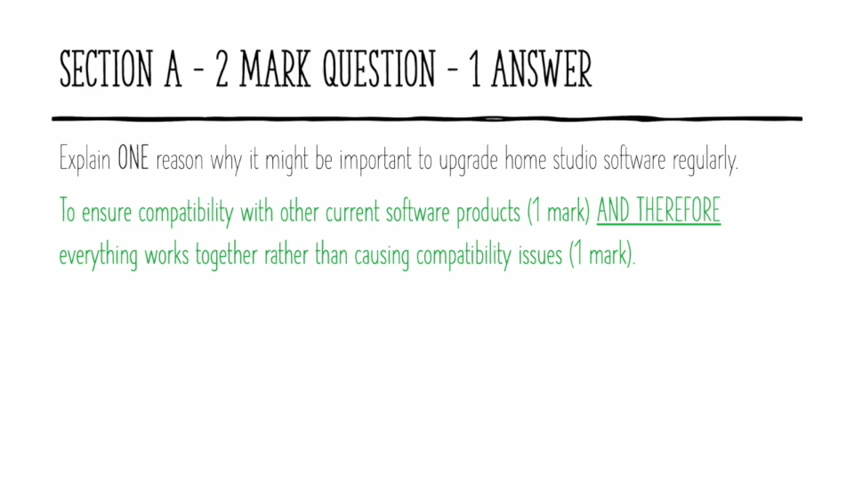 SECTION A - 2 MARK QUESTION - 1 ANSWER
Explain ONE reason why it might be important to upgrade home studio software regularly.
To ensure compatibility with other current software products (1 mark) AND THEREFORE
everything works together rather than causing compatibility issues (1 mark).